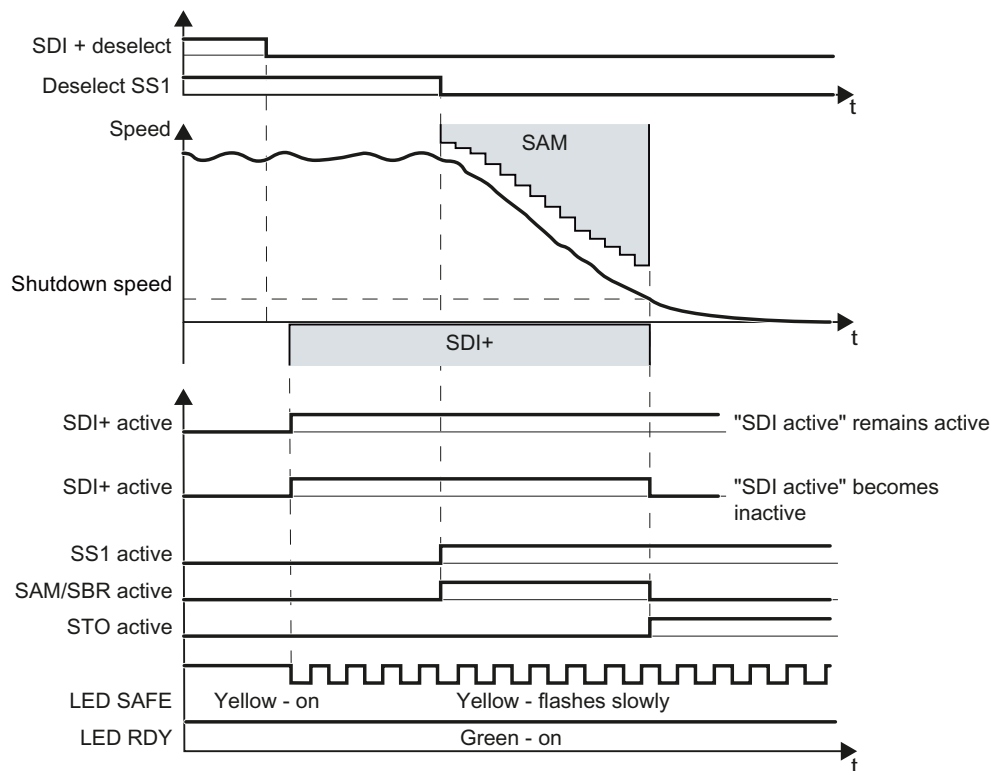 SDI + deselect
Deselect SS1
t
Speed
SAM
Shutdown speed
t
SDI+
SDI+ active
"SDI active" remains active
SDI+ active
"SDI active" becomes
inactive
SS1 active
SAM/SBR active
STO active
LED SAFE
Yellow - on
Yellow - flashes slowly
LED RDY
Green - on
t